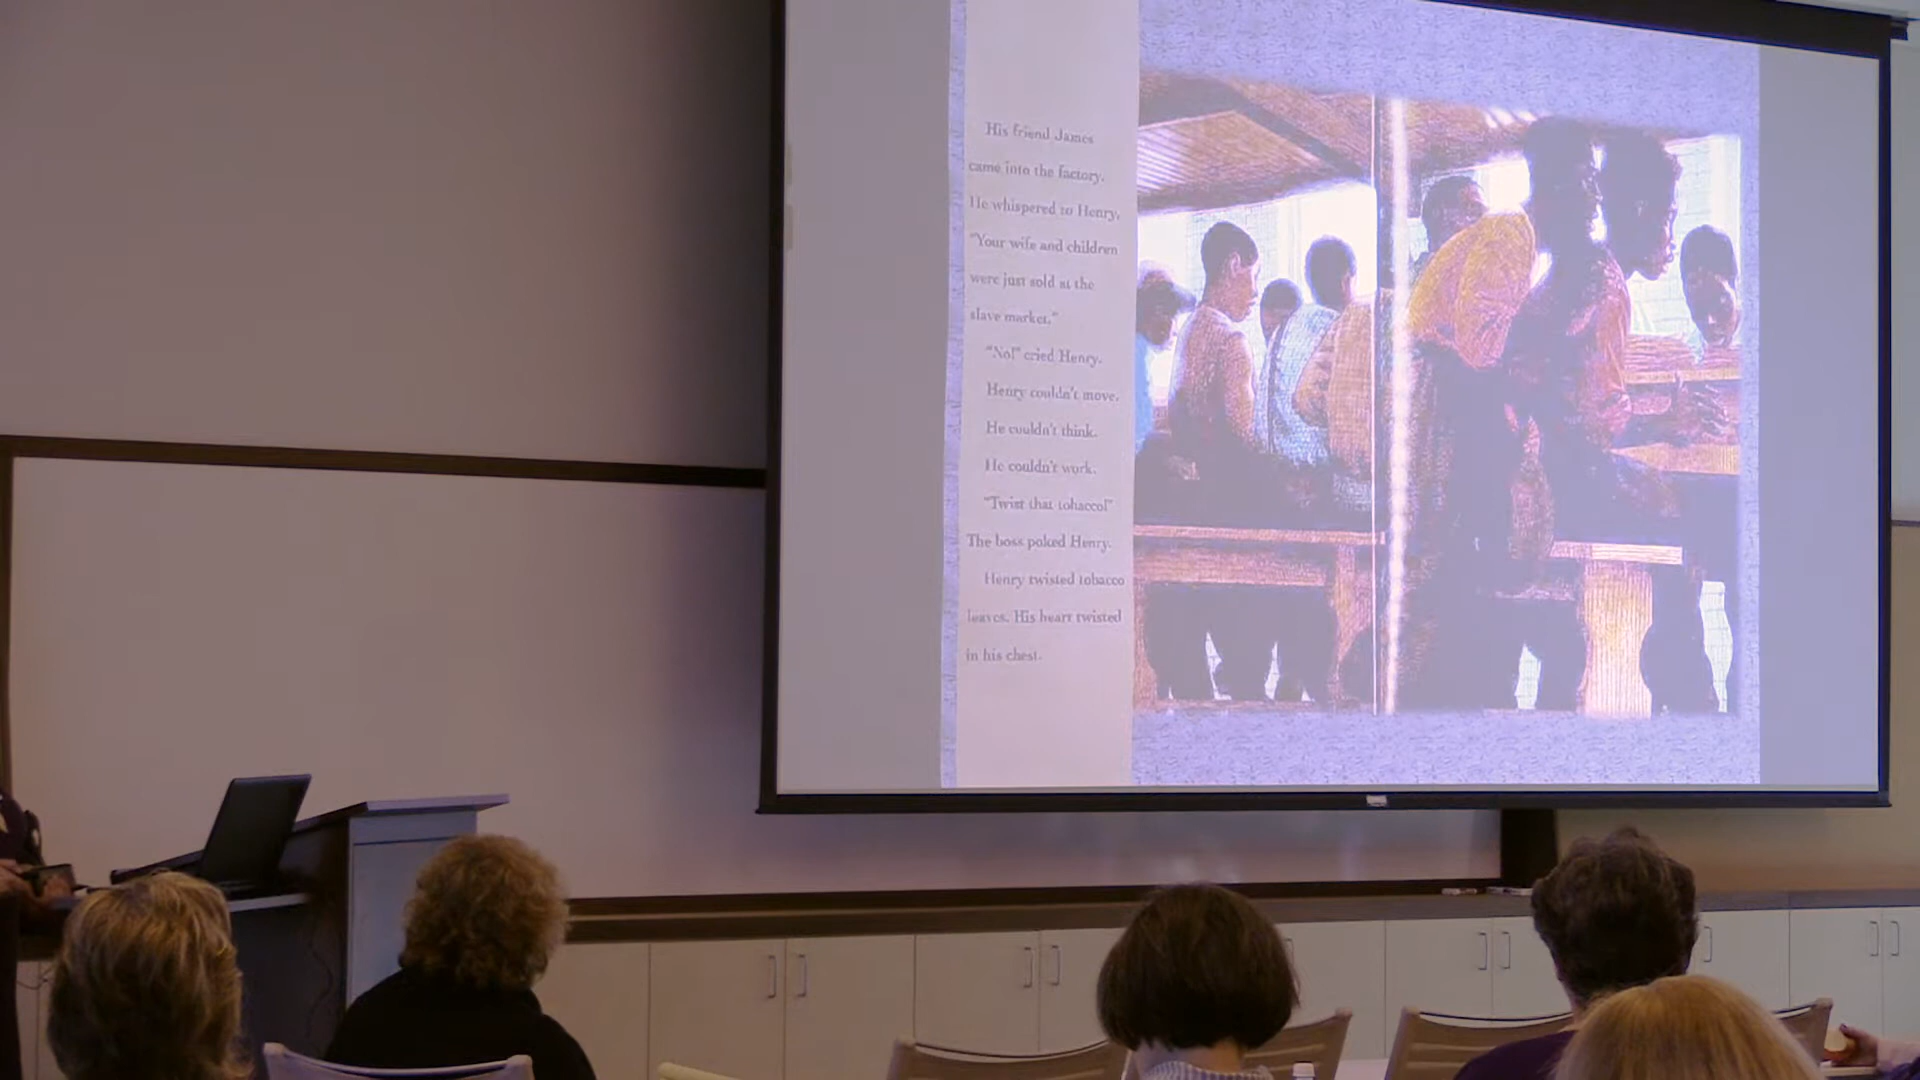 His friend James
came into the factory.
He whispered to Henry,
"Your wife and children
were just sold at the
slave market."
"No!" cried Henry.
Henry couldn't move.
He couldn't think.
He couldn't work.
"Twist that tobacco!"
The boss poked Henry.
Henry twisted tobacco
leaves. His heart twisted
in his chest.